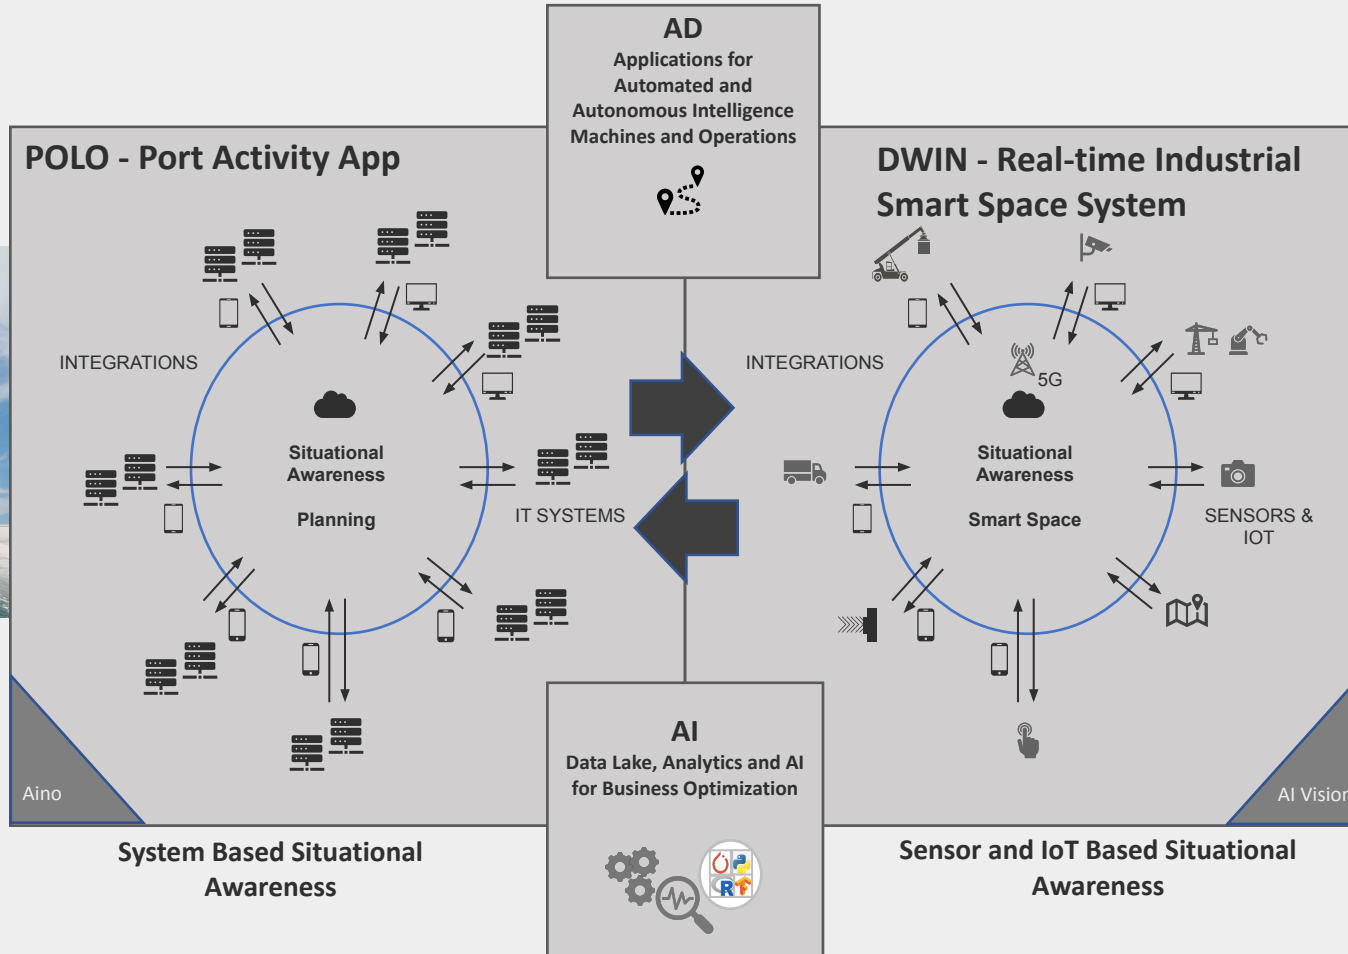 AD
Applications for
Automated and
Autonomous Intelligence
Machines and Operations
POLO - Port Activity App
INTEGRATIONS
Situational
Awareness
Planning
IT SYSTEMS
Aino
System Based Situational
Awareness
DWIN - Real-time Industrial
Smart Space System
INTEGRATIONS
5G
Situational
Awareness
Smart Space
SENSORS &
IOT
AI Vision
Sensor and IoT Based Situational
Awareness
AI
Data Lake, Analytics and AI
for Business Optimization
R